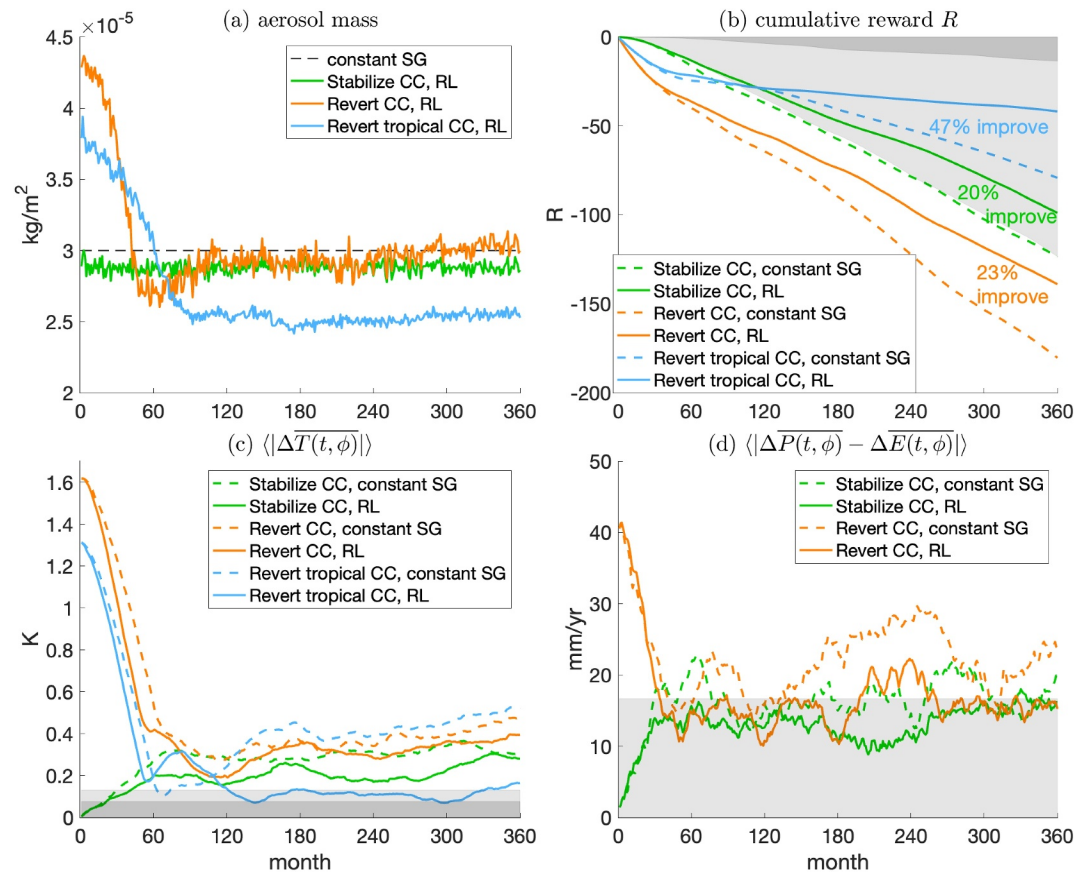 (a) aerosol mass
×10⁻⁵
4.5
4
3.5
3
2.5
2
kg/m²
0 60 120 180 240 300 360
constant SG
Stabilize CC, RL
Revert CC, RL
Revert tropical CC, RL
(b) cumulative reward R
0
-50
-100
-150
-200
R
0 60 120 180 240 300 360
47% improve
20%
improve
23%
improve
Stabilize CC, constant SG
Stabilize CC, RL
Revert CC, constant SG
Revert CC, RL
Revert tropical CC, constant SG
Revert tropical CC, RL
(c) ⟨|Δ\overline{T(t, ϕ)}|⟩
1.6
1.4
1.2
1
0.8
0.6
0.4
0.2
0
K
0 60 120 180 240 300 360
month
Stabilize CC, constant SG
Stabilize CC, RL
Revert CC, constant SG
Revert CC, RL
Revert tropical CC, constant SG
Revert tropical CC, RL
(d) ⟨|Δ\overline{P(t, ϕ)} − Δ\overline{E(t, ϕ)}|⟩
50
40
30
20
10
0
mm/yr
0 60 120 180 240 300 360
month
Stabilize CC, constant SG
Stabilize CC, RL
Revert CC, constant SG
Revert CC, RL